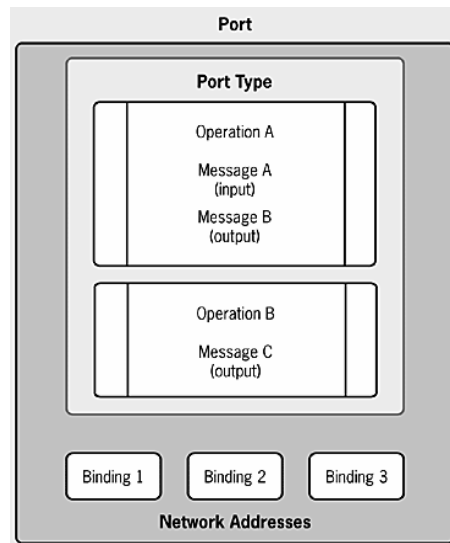 Port
Port Type
Operation A
Message A
(input)
Message B
(output)
Operation B
Message C
(output)
Binding 1
Binding 2
Binding 3
Network Addresses